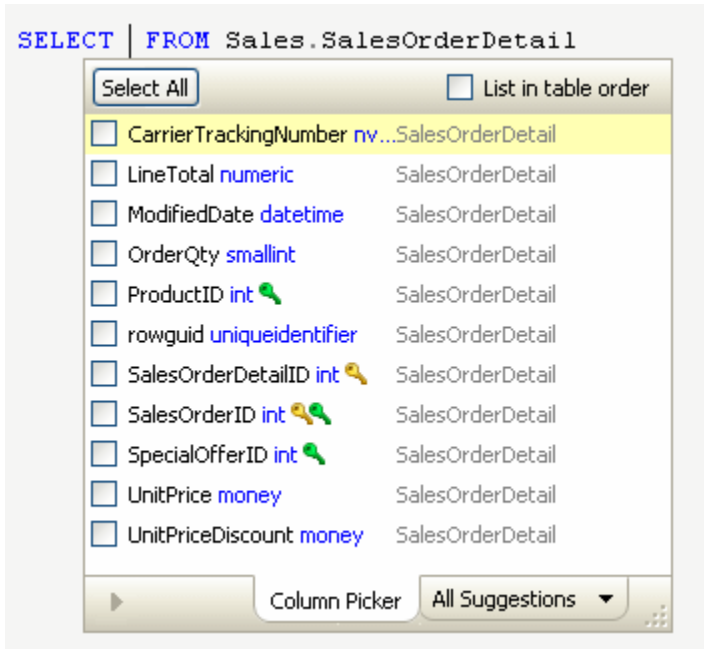 SELECT | FROM Sales.SalesOrderDetail
Select All List in table order
CarrierTrackingNumber nv...SalesOrderDetail
LineTotal numeric SalesOrderDetail
ModifiedDate datetime SalesOrderDetail
OrderQty smallint SalesOrderDetail
ProductID int SalesOrderDetail
rowguid uniqueidentifier SalesOrderDetail
SalesOrderDetailID int SalesOrderDetail
SalesOrderID int SalesOrderDetail
SpecialOfferID int SalesOrderDetail
UnitPrice money SalesOrderDetail
UnitPriceDiscount money SalesOrderDetail
Column Picker All Suggestions